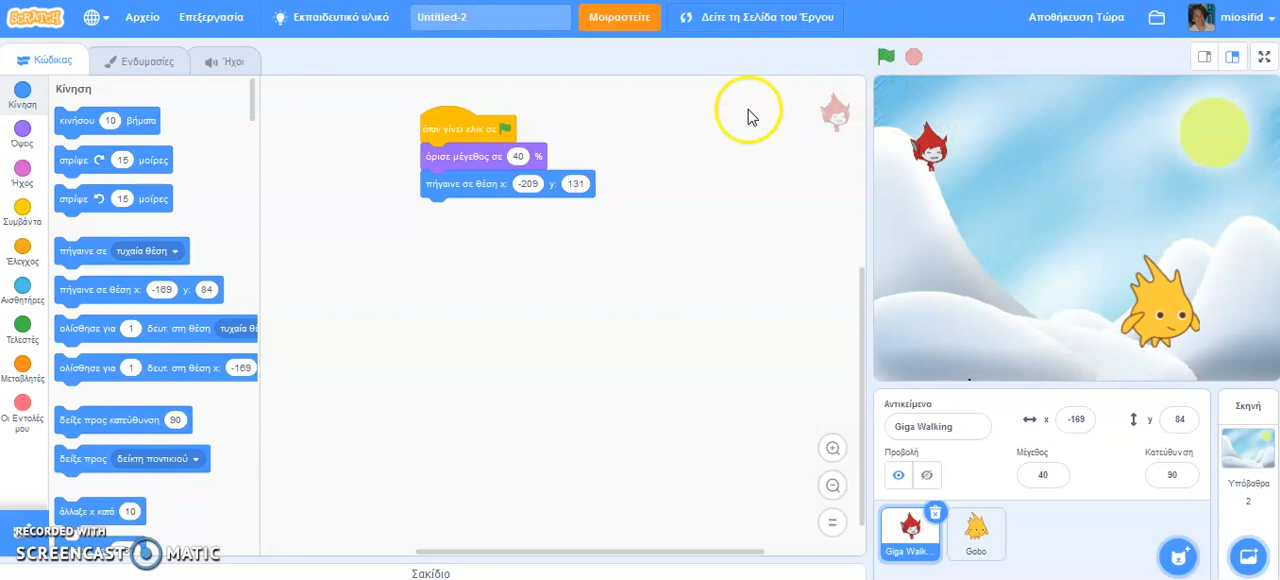 SCRATCH
Αρχείο
Επεξεργασία
Εκπαιδευτικό υλικό
Untitled-2
Μοιραστείτε
Δείτε τη Σελίδα του Έργου
Αποθήκευση Τώρα
miosifid
Κώδικας
Ενδυμασίες
Ήχοι
Κίνηση
Όψεις
Ήχος
Συμβάντα
Έλεγχος
Αισθητήρες
Τελεστές
Μεταβλητές
Οι Εντολές
μου
Κίνηση
κινήσου 10 βήματα
στρίψε 15 μοίρες
στρίψε 15 μοίρες
πήγαινε σε τυχαία θέση
πήγαινε σε θέση x: -169 y: 84
ολίσθησε για 1 δευτ. στη θέση τυχαία θέ
ολίσθησε για 1 δευτ. στη θέση x: -169
δείξε προς κατεύθυνση 90
δείξε προς δείκτη ποντικιού
άλλαξε x κατά 10
όταν γίνει κλικ σε
όρισε μέγεθος σε 40 %
πήγαινε σε θέση x: -209 y: 131
Σακίδιο
Αντικείμενο
Giga Walking
x -169
y 84
Προβολή
Μέγεθος
40
Κατεύθυνση
90
Giga Walk...
Gobo
Σκηνή
Υπόβαθρα
2
RECORDED WITH
SCREENCAST MATIC